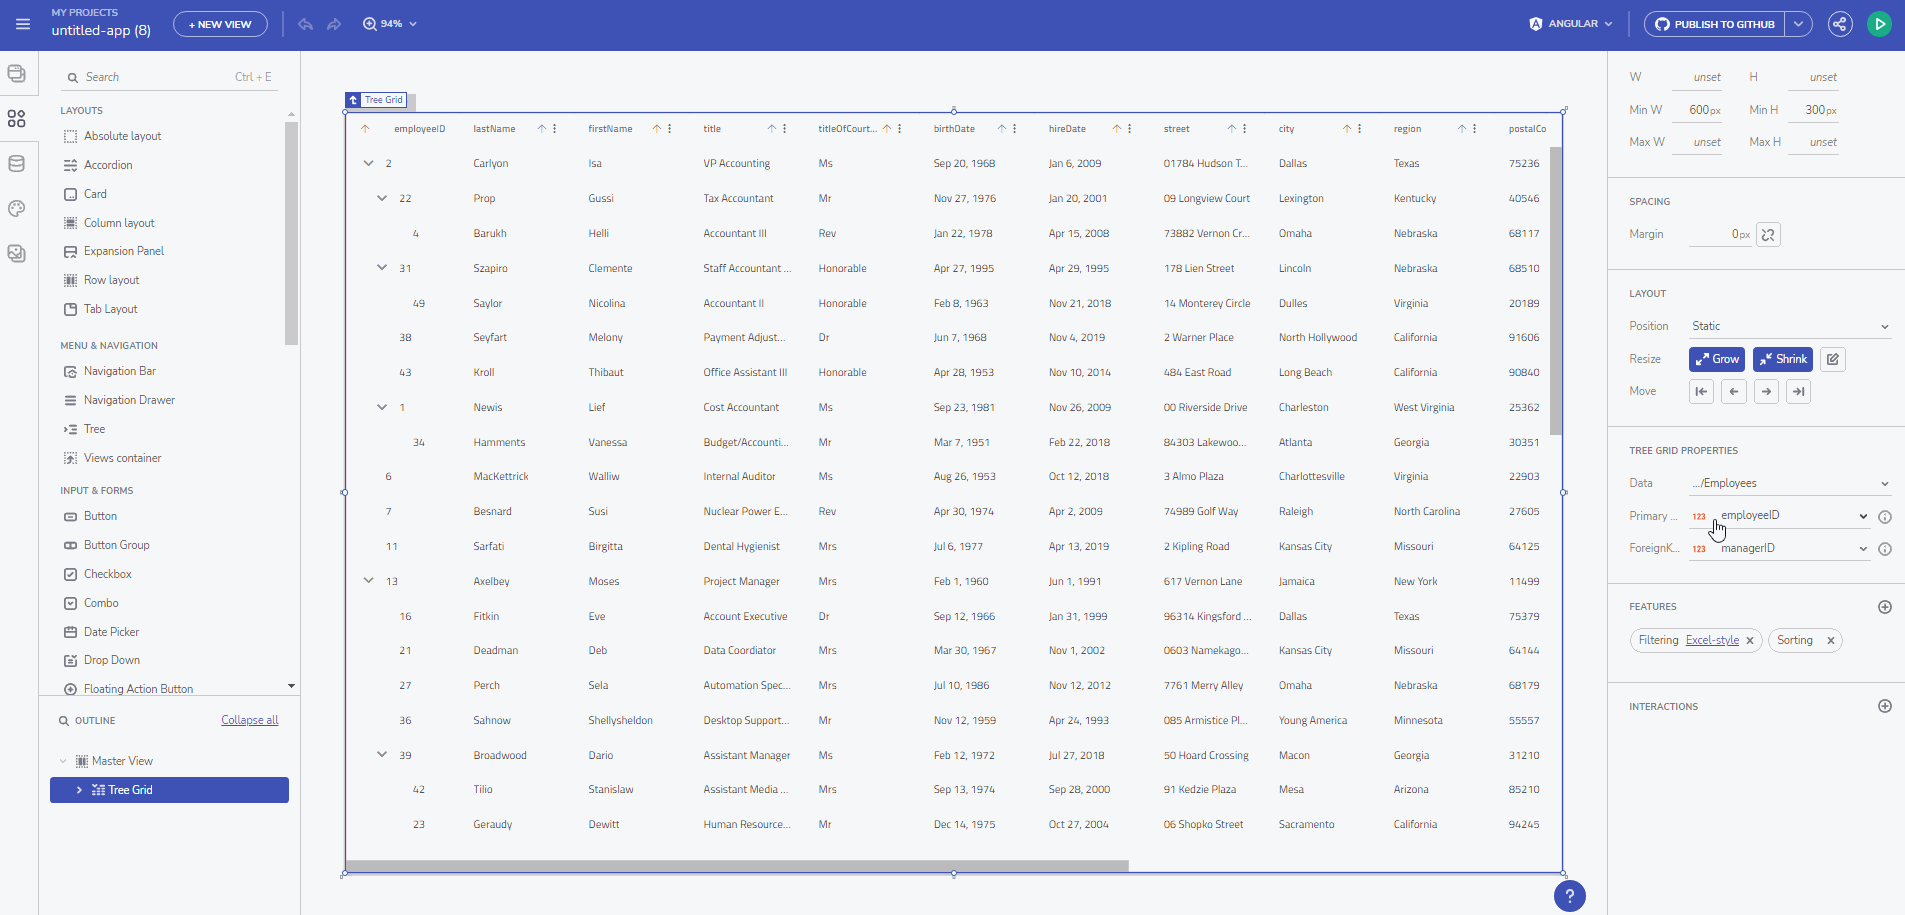 MY PROJECTS
untitled-app (8)
+ NEW VIEW
94%
ANGULAR
PUBLISH TO GITHUB
Search Ctrl + E
LAYOUTS
Absolute layout
Accordion
Card
Column layout
Expansion Panel
Row layout
Tab Layout
MENU & NAVIGATION
Navigation Bar
Navigation Drawer
Tree
Views container
INPUT & FORMS
Button
Button Group
Checkbox
Combo
Date Picker
Drop Down
Floating Action Button
OUTLINE Collapse all
Master View
Tree Grid
Tree Grid
employeeID lastName firstName title titleOfCourt... birthDate hireDate street city region postalCo
2 Carlyon Isa VP Accounting Ms Sep 20, 1968 Jan 6, 2009 01784 Hudson T... Dallas Texas 75236
22 Prop Gussi Tax Accountant Mr Nov 27, 1976 Jan 20, 2001 09 Longview Court Lexington Kentucky 40546
4 Barukh Helli Accountant III Rev Jan 22, 1978 Apr 15, 2008 73882 Vernon Cr... Omaha Nebraska 68117
31 Szapiro Clemente Staff Accountant ... Honorable Apr 27, 1995 Apr 29, 1995 178 Lien Street Lincoln Nebraska 68510
49 Saylor Nicolina Accountant II Honorable Feb 8, 1963 Nov 21, 2018 14 Monterey Circle Dulles Virginia 20189
38 Seyfart Melony Payment Adjust... Dr Jun 7, 1968 Nov 4, 2019 2 Warner Place North Hollywood California 91606
43 Kroll Thibaut Office Assistant III Honorable Apr 28, 1953 Nov 10, 2014 484 East Road Long Beach California 90840
1 Newis Lief Cost Accountant Ms Sep 23, 1981 Nov 26, 2009 00 Riverside Drive Charleston West Virginia 25362
34 Hamments Vanessa Budget/Accounti... Mr Mar 7, 1951 Feb 22, 2018 84303 Lakewoo... Atlanta Georgia 30351
6 MacKettrick Walliw Internal Auditor Ms Aug 26, 1953 Oct 12, 2018 3 Almo Plaza Charlottesville Virginia 22903
7 Besnard Susi Nuclear Power E... Rev Apr 30, 1974 Apr 2, 2009 74989 Golf Way Raleigh North Carolina 27605
11 Sarfati Birgitta Dental Hygienist Mrs Jul 6, 1977 Apr 13, 2019 2 Kipling Road Kansas City Missouri 64125
13 Axelbey Moses Project Manager Mrs Feb 1, 1960 Jun 1, 1991 617 Vernon Lane Jamaica New York 11499
16 Fitkin Eve Account Executive Dr Sep 12, 1966 Jan 31, 1999 96314 Kingsford ... Dallas Texas 75379
21 Deadman Deb Data Coordiator Mrs Mar 30, 1967 Nov 1, 2002 0603 Namekago... Kansas City Missouri 64144
27 Perch Sela Automation Spec... Mrs Jul 10, 1986 Nov 12, 2012 7761 Merry Alley Omaha Nebraska 68179
36 Sahnow Shellysheldon Desktop Support... Mr Nov 12, 1959 Apr 24, 1993 085 Armistice Pl... Young America Minnesota 55557
39 Broadwood Dario Assistant Manager Ms Feb 12, 1972 Jul 27, 2018 50 Hoard Crossing Macon Georgia 31210
42 Tilio Stanislaw Assistant Media ... Mrs Sep 13, 1974 Sep 28, 2000 91 Kedzie Plaza Mesa Arizona 85210
23 Geraudy Dewitt Human Resource... Mr Dec 14, 1975 Oct 27, 2004 06 Shopko Street Sacramento California 94245
W unset H unset
Min W 600px Min H 300px
Max W unset Max H unset
SPACING
Margin 0px
LAYOUT
Position Static
Resize Grow Shrink
Move
TREE GRID PROPERTIES
Data .../Employees
Primary ... 123 employeeID
ForeignK... 123 managerID
FEATURES
Filtering Excel-style Sorting
INTERACTIONS
?